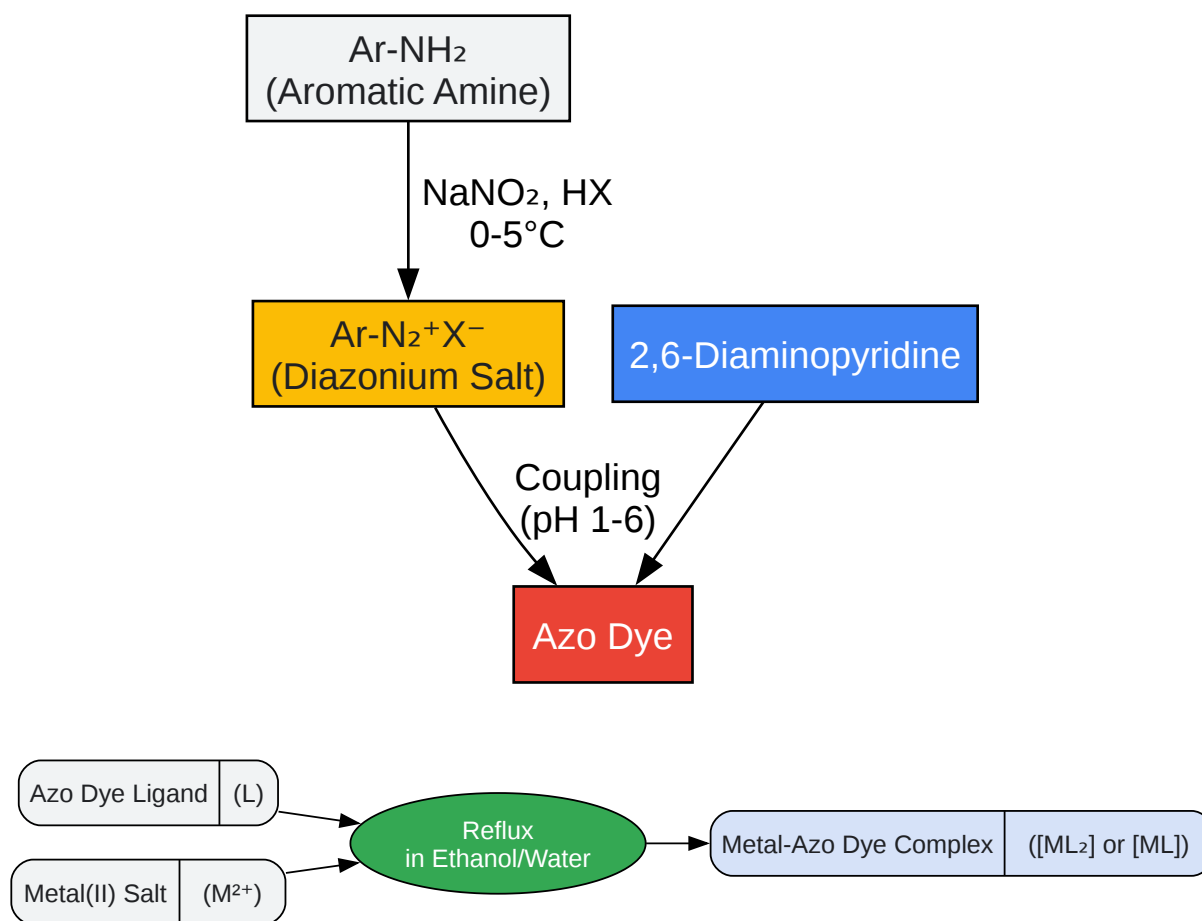 Ar-NH₂
(Aromatic Amine)
NaNO₂, HX
0-5°C
Ar-N₂⁺X⁻
(Diazonium Salt)
2,6-Diaminopyridine
Coupling
(pH 1-6)
Azo Dye
Azo Dye Ligand (L)
Metal(II) Salt (M²⁺)
Reflux
in Ethanol/Water
Metal-Azo Dye Complex ([ML₂] or [ML])